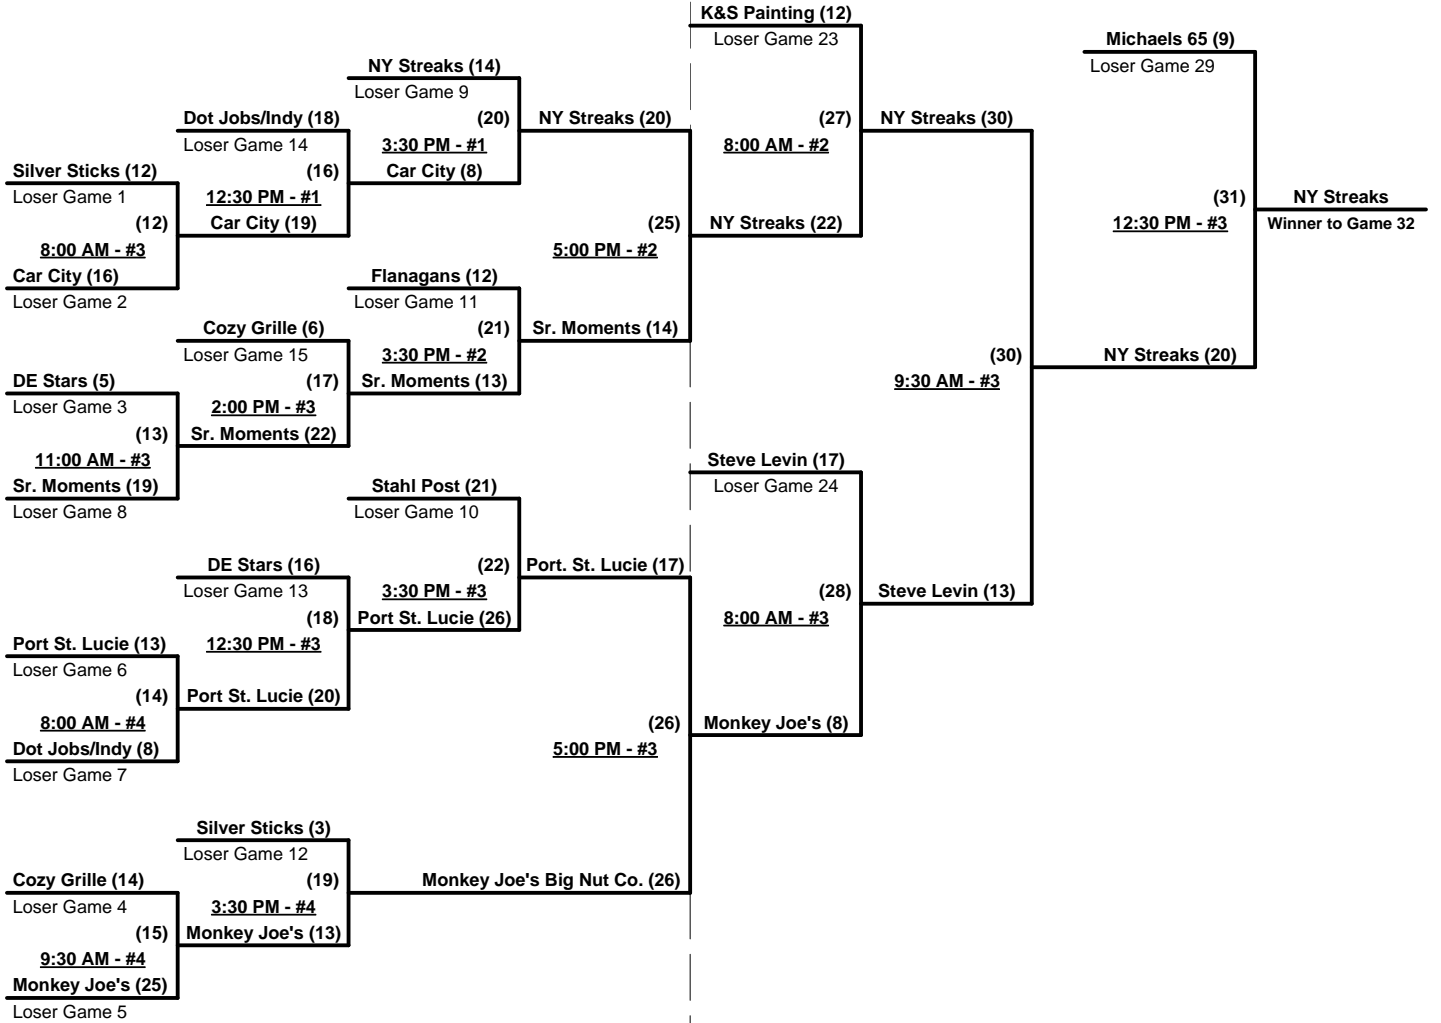 K&S Painting (12)
Loser Game 23
Michaels 65 (9)
Loser Game 29
NY Streaks (14)
Loser Game 9
Dot Jobs/Indy (18)
Loser Game 14
(20)
3:30 PM - #1
NY Streaks (20)
(27)
8:00 AM - #2
NY Streaks (30)
Silver Sticks (12)
Loser Game 1
(16)
12:30 PM - #1
Car City (8)
(12)
8:00 AM - #3
Car City (19)
(25)
5:00 PM - #2
NY Streaks (22)
(31)
12:30 PM - #3
NY Streaks
Winner to Game 32
Car City (16)
Loser Game 2
Flanagans (12)
Loser Game 11
Cozy Grille (6)
Loser Game 15
(21)
3:30 PM - #2
Sr. Moments (14)
(30)
9:30 AM - #3
NY Streaks (20)
DE Stars (5)
Loser Game 3
(17)
2:00 PM - #3
Sr. Moments (13)
(13)
11:00 AM - #3
Sr. Moments (22)
Sr. Moments (19)
Loser Game 8
Stahl Post (21)
Loser Game 10
Steve Levin (17)
Loser Game 24
DE Stars (16)
Loser Game 13
(22)
3:30 PM - #3
Port. St. Lucie (17)
(28)
8:00 AM - #3
Steve Levin (13)
Port St. Lucie (13)
Loser Game 6
(18)
12:30 PM - #3
Port St. Lucie (26)
(14)
8:00 AM - #4
Port St. Lucie (20)
(26)
5:00 PM - #3
Monkey Joe's (8)
Dot Jobs/Indy (8)
Loser Game 7
Silver Sticks (3)
Loser Game 12
Cozy Grille (14)
Loser Game 4
(19)
3:30 PM - #4
Monkey Joe's Big Nut Co. (26)
(15)
9:30 AM - #4
Monkey Joe's (13)
Monkey Joe's (25)
Loser Game 5